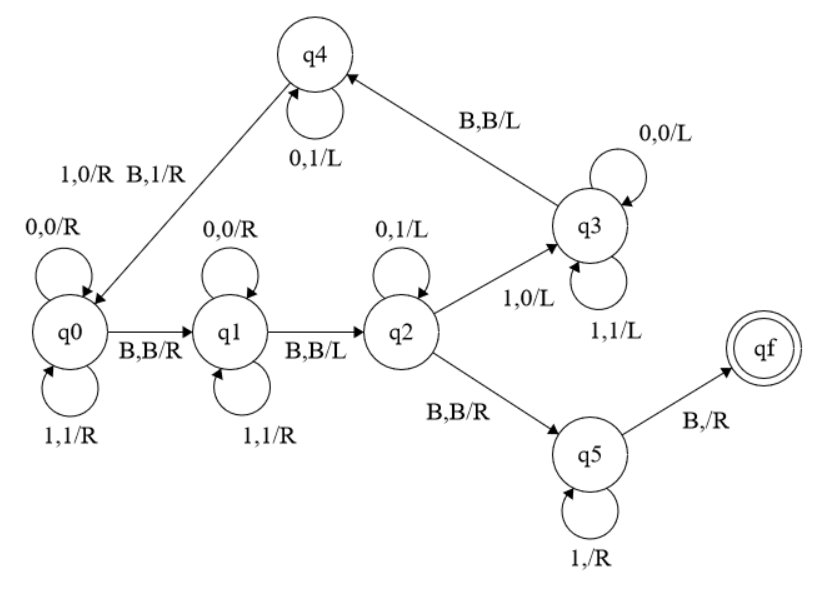 q4
B,B/L
0,0/L
0,1/L
1,0/R B,1/R
q3
0,0/R
0,0/R
0,1/L
1,0/L
q0
q1
q2
1,1/L
qf
B,B/R
B,B/L
B,B/R
B,/R
1,1/R
1,1/R
q5
1,/R